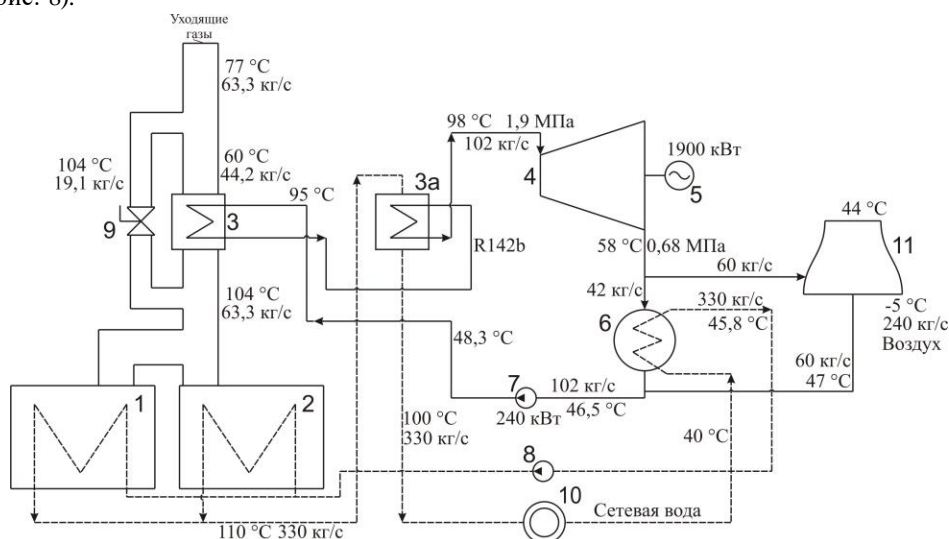 рис. 8).
Уходящие
газы
77 °C
63,3 кг/с
104 °C
19,1 кг/с
60 °C
44,2 кг/с
95 °C
9
3
3а
98 °C 1,9 МПа
102 кг/с
4
1900 кВт
5
R142b
58 °C 0,68 МПа
60 кг/с
44 °C
11
-5 °C
240 кг/с
Воздух
104 °C
63,3 кг/с
42 кг/с
6
330 кг/с
45,8 °C
48,3 °C
60 кг/с
47 °C
1
2
7
102 кг/с
240 кВт
46,5 °C
100 °C
330 кг/с
40 °C
8
10
Сетевая вода
110 °C 330 кг/с